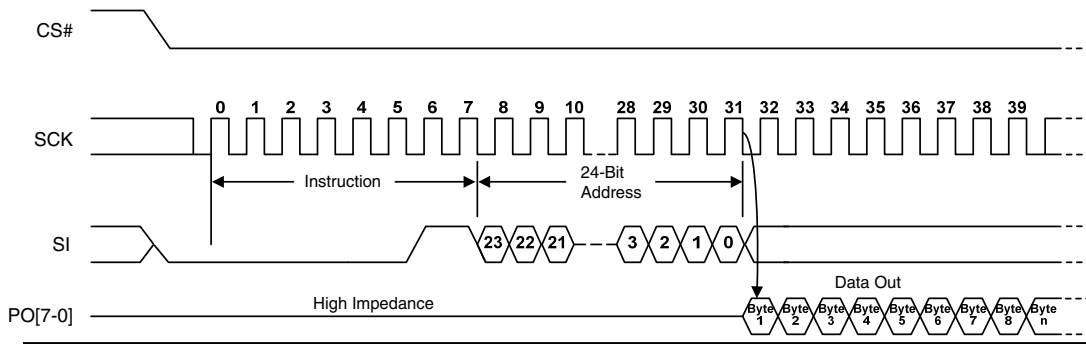 CS#
0 1 2 3 4 5 6 7 8 9 10 28 29 30 31 32 33 34 35 36 37 38 39
SCK
Instruction
24-Bit
Address
SI
23 22 21 3 2 1 0
Data Out
High Impedance
PO[7-0]
Byte 1 Byte 2 Byte 3 Byte 4 Byte 5 Byte 6 Byte 7 Byte 8 Byte n